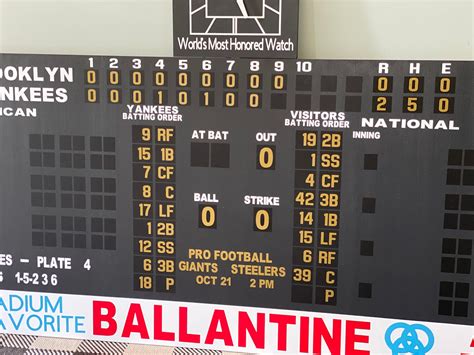 World's Most Honored Watch
1 2 3 4 5 6 7 8 9 10 R H E
OOKLYN 0 0 0 0 0 0 0 0 0 0 0 0
NKEES 0 0 0 1 0 1 0 0 2 5 0
ICAN
YANKEES
BATTING ORDER
VISITORS
BATTING ORDER
NATIONAL
INNING
AT BAT OUT
0
9 RF 19 2B
15 1B 1 SS
7 CF 4 CF
8 C 42 3B
17 LF 14 1B
1 2B 15 RF
12 SS 6 LF
6 3B 39 C
18 P P
BALL STRIKE
0 0
ES - PLATE 4
S 1-5-2 3 6
PRO FOOTBALL
GIANTS STEELERS
OCT 21 2 PM
ADIUM
AVORITE
BALLANTINE